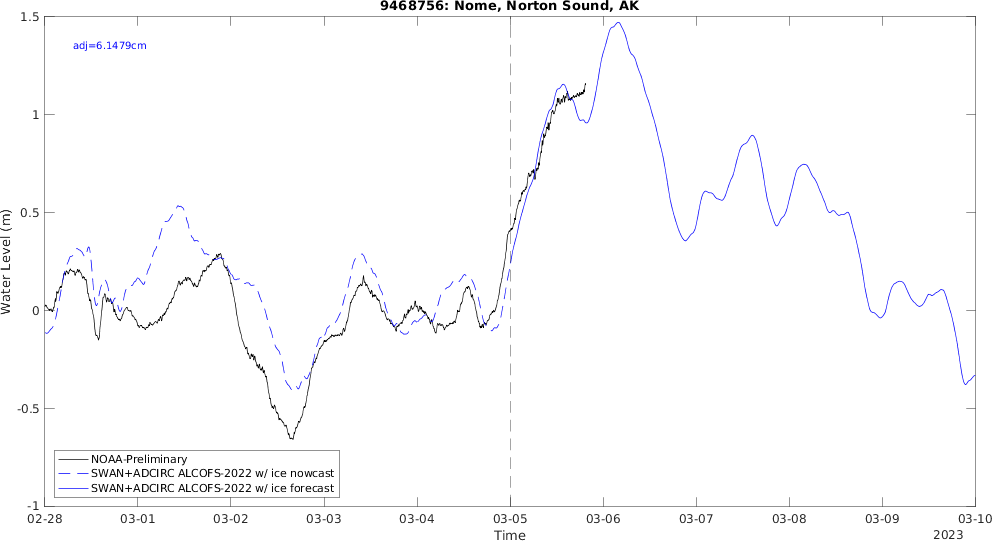 9468756: Nome, Norton Sound, AK
adj=6.1479cm
Water Level (m)
1.5
1
0.5
0
-0.5
-1
NOAA-Preliminary
SWAN+ADCIRC ALCOFS-2022 w/ ice nowcast
SWAN+ADCIRC ALCOFS-2022 w/ ice forecast
02-28 03-01 03-02 03-03 03-04 03-05 03-06 03-07 03-08 03-09 03-10
Time
2023